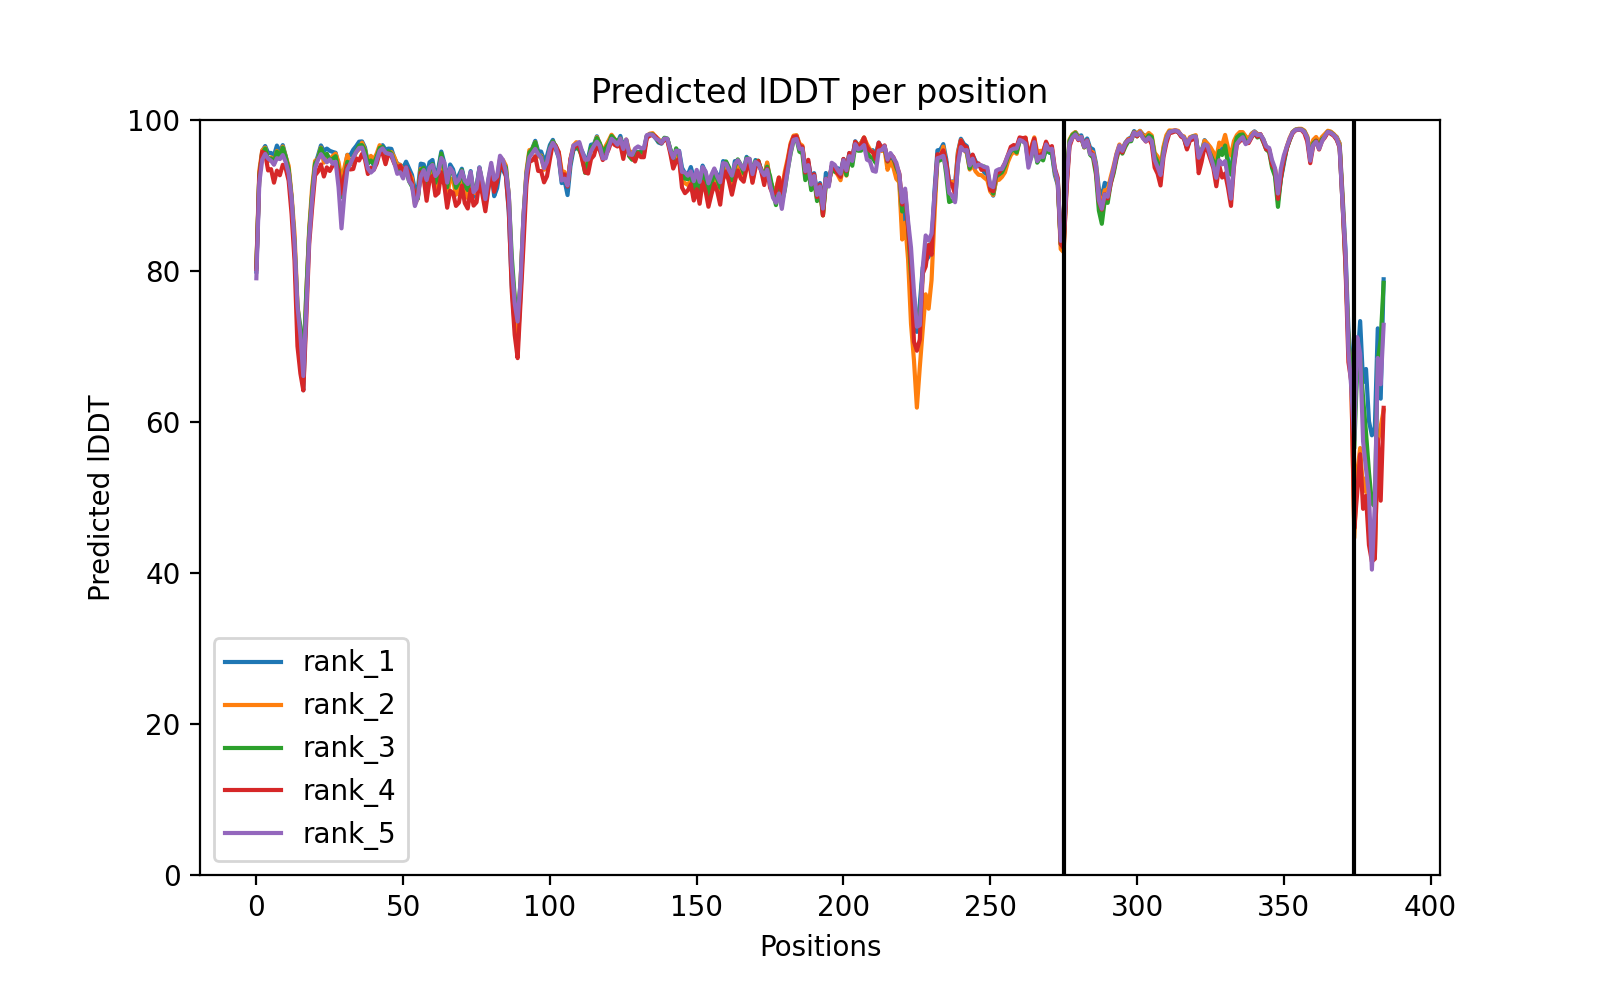 Predicted lDDT per position
100
80
60
40
20
0
Predicted lDDT
rank_1
rank_2
rank_3
rank_4
rank_5
0 50 100 150 200 250 300 350 400
Positions